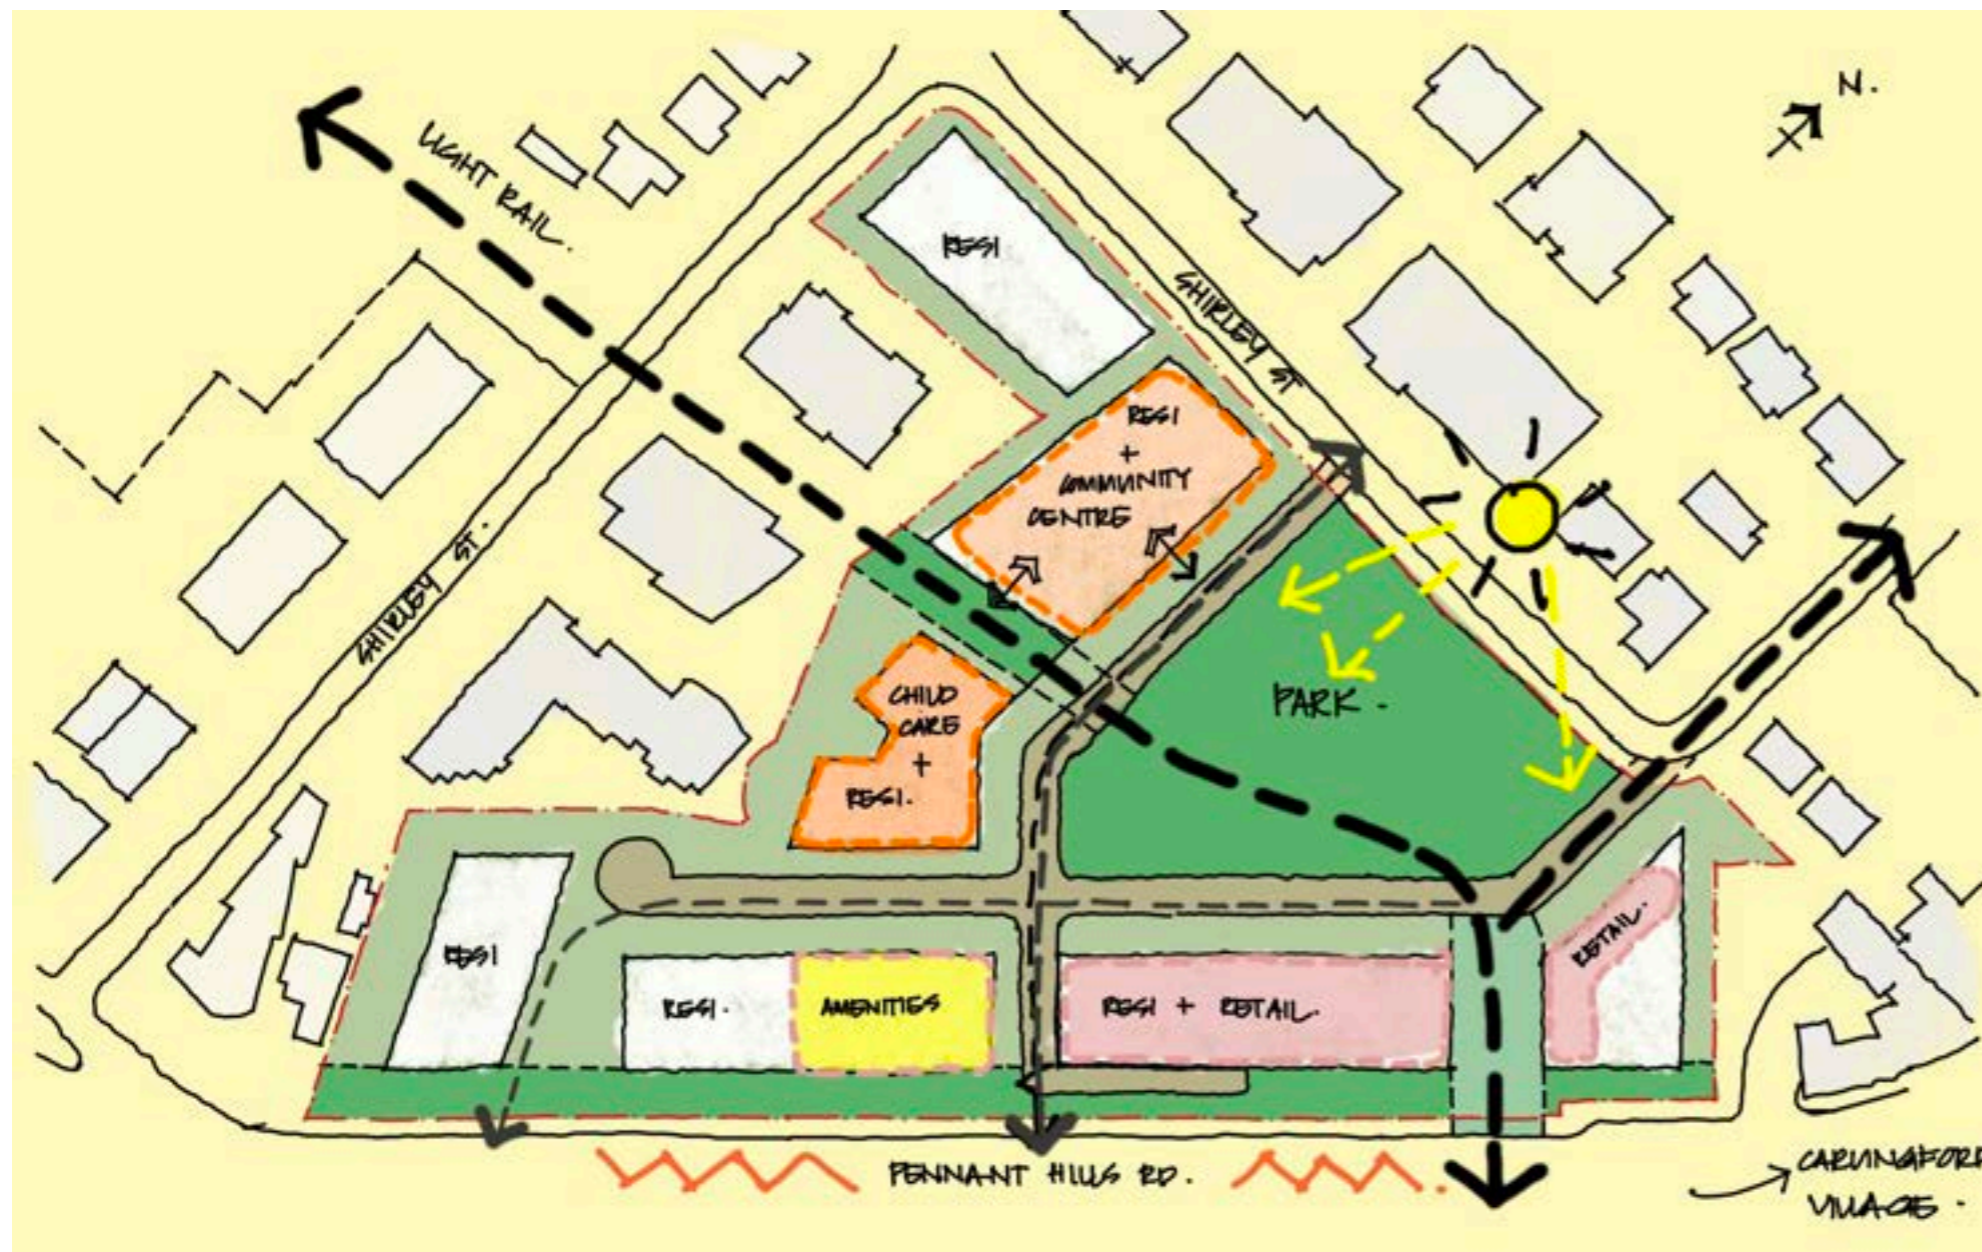 N.
LIGHT RAIL.
RESI
SHIRLEY ST
RESI
+
COMMUNITY
CENTRE
SHIRLEY ST.
CHILD
CARE
+
RESI.
PARK.
RETAIL.
RESI
RESI.
AMENITIES
RESI + RETAIL.
PENNANT HILLS RD.
CARLINGFORD
VILLAGE.